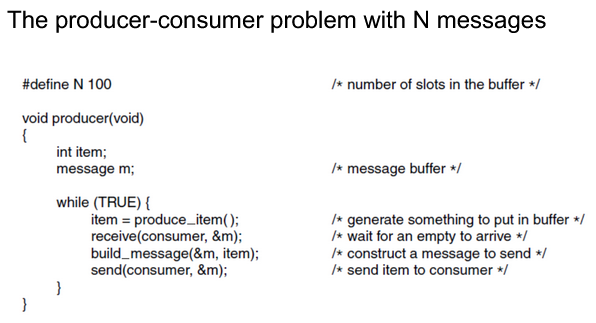 The producer-consumer problem with N messages
#define N 100 /* number of slots in the buffer */
void producer(void)
{
int item;
message m; /* message buffer */
while (TRUE) {
item = produce_item( ); /* generate something to put in buffer */
receive(consumer, &m); /* wait for an empty to arrive */
build_message(&m, item); /* construct a message to send */
send(consumer, &m); /* send item to consumer */
}
}